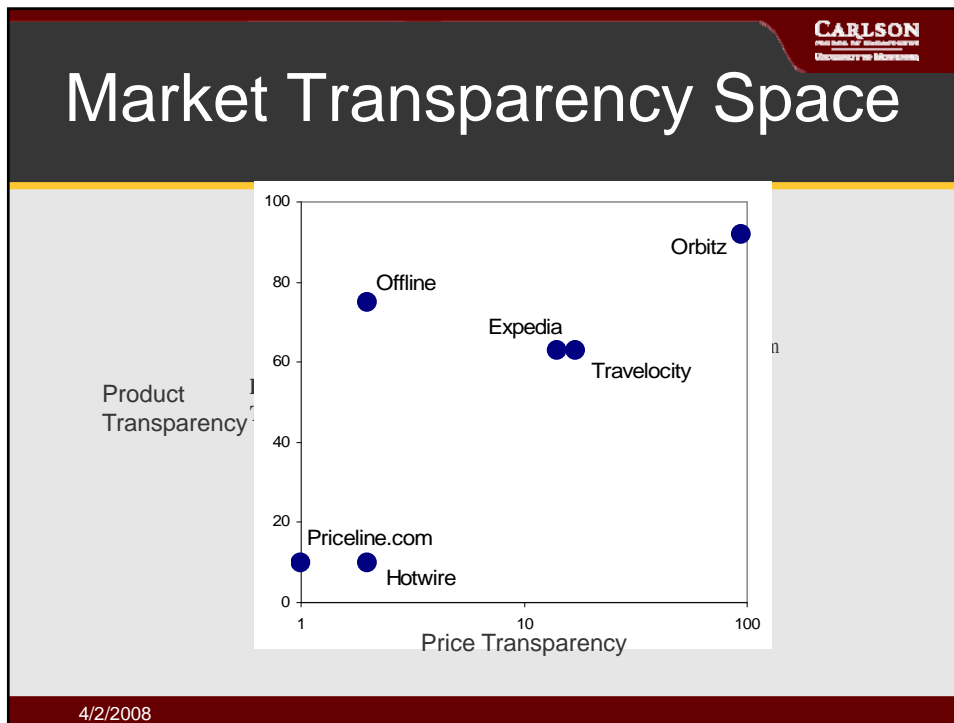 CARLSON
Market Transparency Space
100
80
60
40
20
0
Orbitz
Offline
Expedia
Travelocity
Priceline.com
Hotwire
Product
Transparency
1
10
100
Price Transparency
4/2/2008